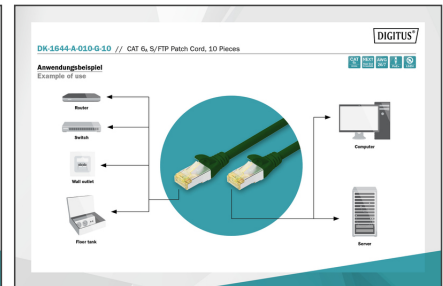 DIGITUS®
DK-1644-A-010-G-10 // CAT 6A S/FTP Patch Cord, 10 Pieces
Anwendungsbeispiel
Example of use
CAT
Router
Switch
Wall outlet
Floor tank
Computer
Server